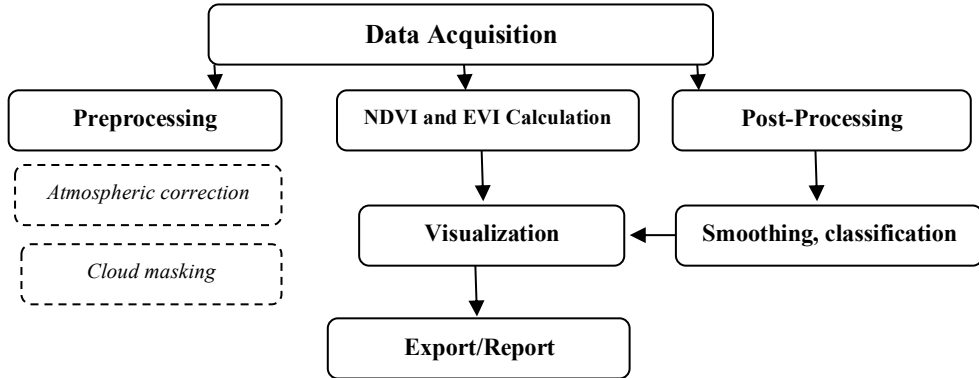 Data Acquisition
Preprocessing
NDVI and EVI Calculation
Post-Processing
Atmospheric correction
Visualization
Smoothing, classification
Cloud masking
Export/Report